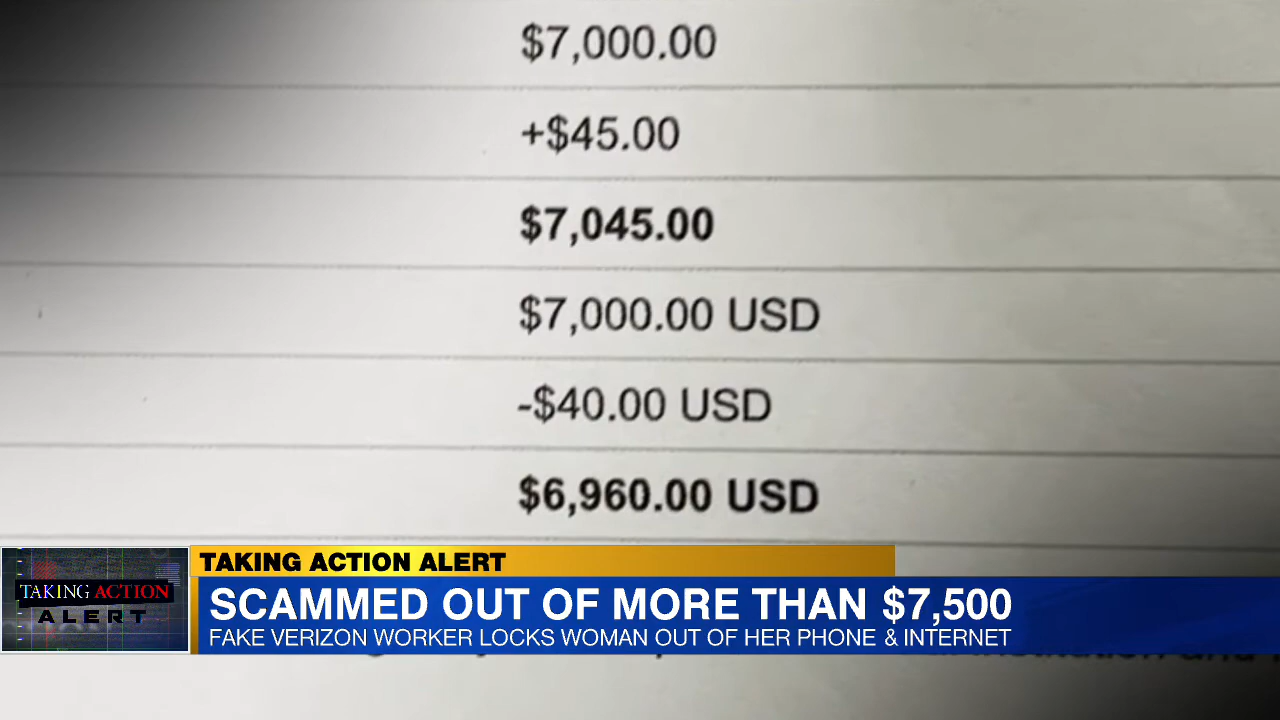 $7,000.00
+$45.00
$7,045.00
$7,000.00 USD
-$40.00 USD
$6,960.00 USD
TAKING ACTION ALERT
TAKING ACTION
ALERT
SCAMMED OUT OF MORE THAN $7,500
FAKE VERIZON WORKER LOCKS WOMAN OUT OF HER PHONE & INTERNET